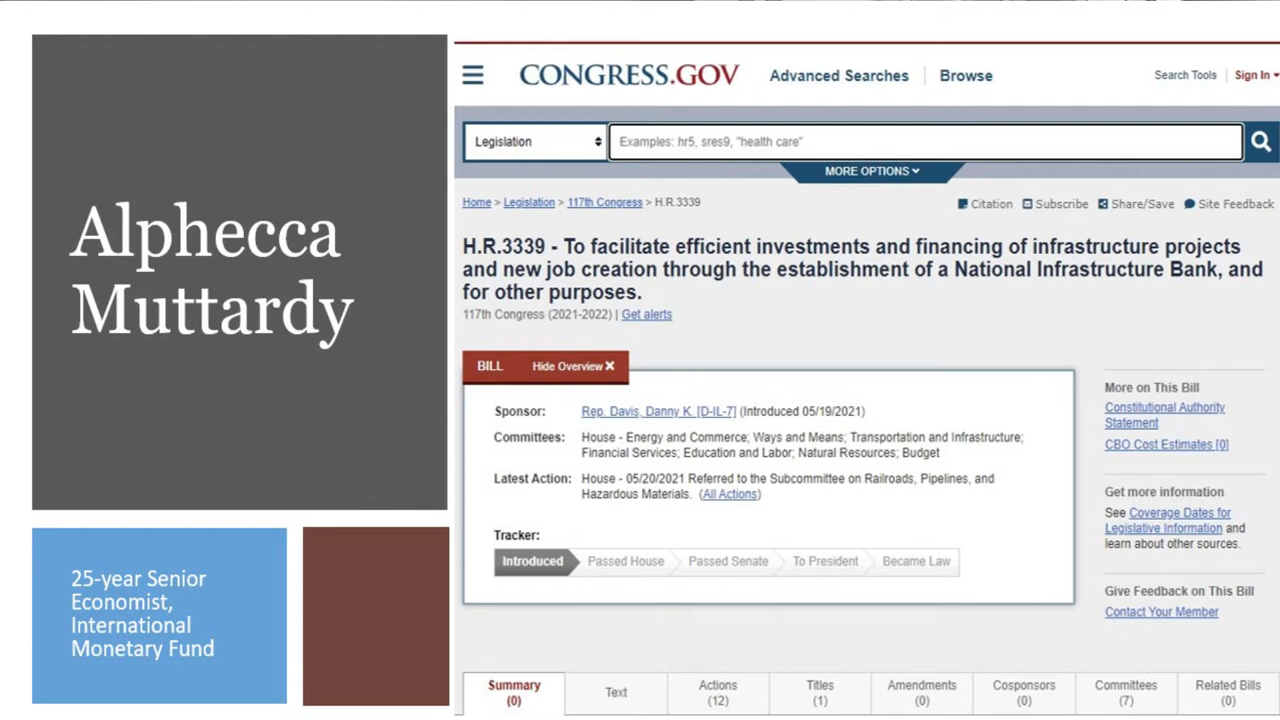 Alphecca
Muttardy
25-year Senior
Economist,
International
Monetary Fund
CONGRESS.GOV Advanced Searches Browse Search Tools Sign In
Legislation Examples: hr5, sres9, "health care"
MORE OPTIONS
Home > Legislation > 117th Congress > H.R.3339 Citation Subscribe Share/Save Site Feedback
H.R.3339 - To facilitate efficient investments and financing of infrastructure projects
and new job creation through the establishment of a National Infrastructure Bank, and
for other purposes.
117th Congress (2021-2022) | Get alerts
BILL Hide Overview X
Sponsor: Rep. Davis, Danny K. [D-IL-7] (Introduced 05/19/2021)
Committees: House - Energy and Commerce; Ways and Means; Transportation and Infrastructure;
Financial Services; Education and Labor; Natural Resources; Budget
Latest Action: House - 05/20/2021 Referred to the Subcommittee on Railroads, Pipelines, and
Hazardous Materials. (All Actions)
Tracker:
Introduced Passed House Passed Senate To President Became Law
More on This Bill
Constitutional Authority
Statement
CBO Cost Estimates [0]
Get more information
See Coverage Dates for
Legislative Information and
learn about other sources.
Give Feedback on This Bill
Contact Your Member
Summary (0) Text Actions (12) Titles (1) Amendments (0) Cosponsors (0) Committees (7) Related Bills (0)